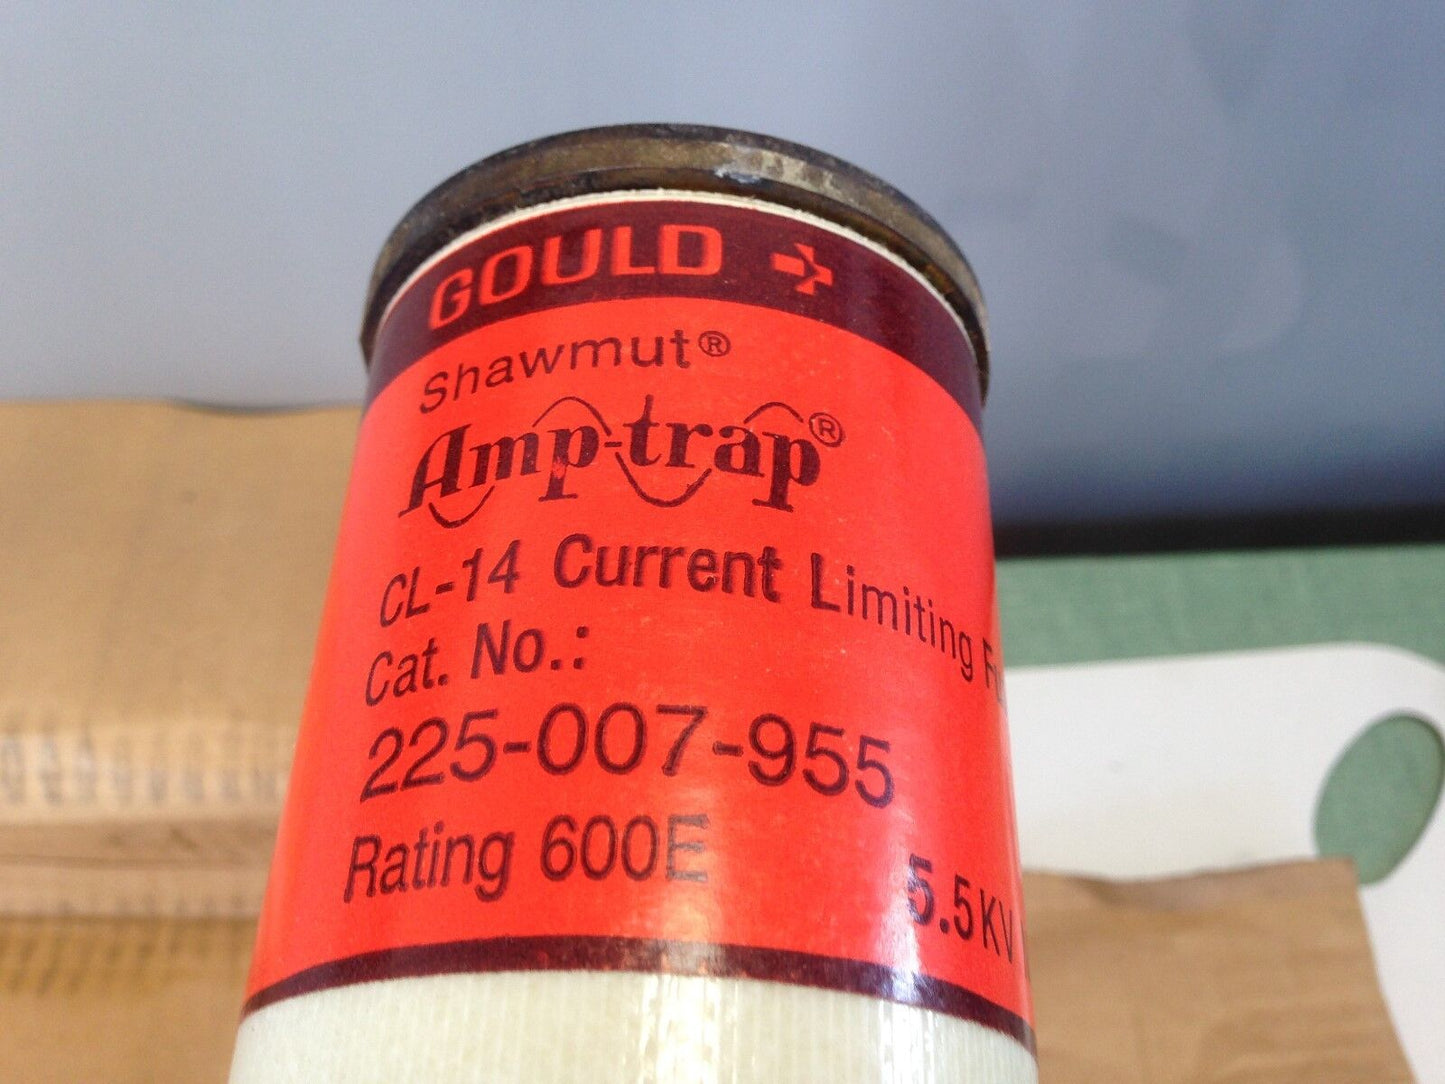 GOULD
Shawmut®
Amp-trap®
CL-14 Current Limiting
Cat. No.:
225-007-955
Rating 600E 5.5KV